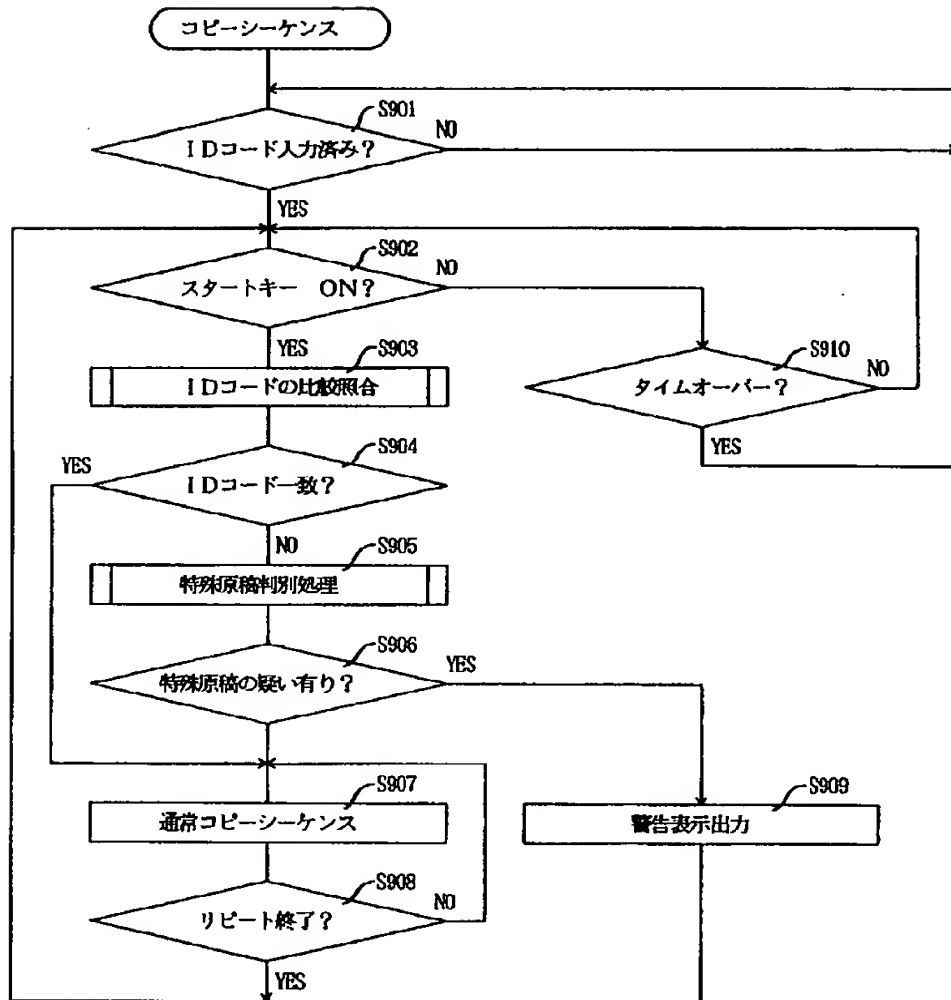 コピーシーケンス
S901
IDコード入力済み?
NO
YES
S902
スタートキー ON?
NO
YES
S903
IDコードの比較照合
S910
タイムオーバー?
NO
YES
S904
YES
IDコード一致?
NO
S905
特殊原稿判別処理
S906
特殊原稿の疑い有り?
YES
S907
通常コピーシーケンス
S909
警告表示出力
S908
リピート終了?
NO
YES